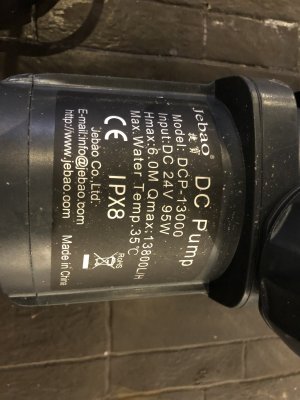 Jebao®
捷宝
DC Pump
Model: DCP-13000
Input:DC 24V 95W
Hmax:6.0M Qmax:13800L/H
Max.Water Temp.35℃
CE IPX8 RoHS
Jebao Co.,Ltd.
E-mail:info@jebao.com
http://www.jebao.com
Made in China